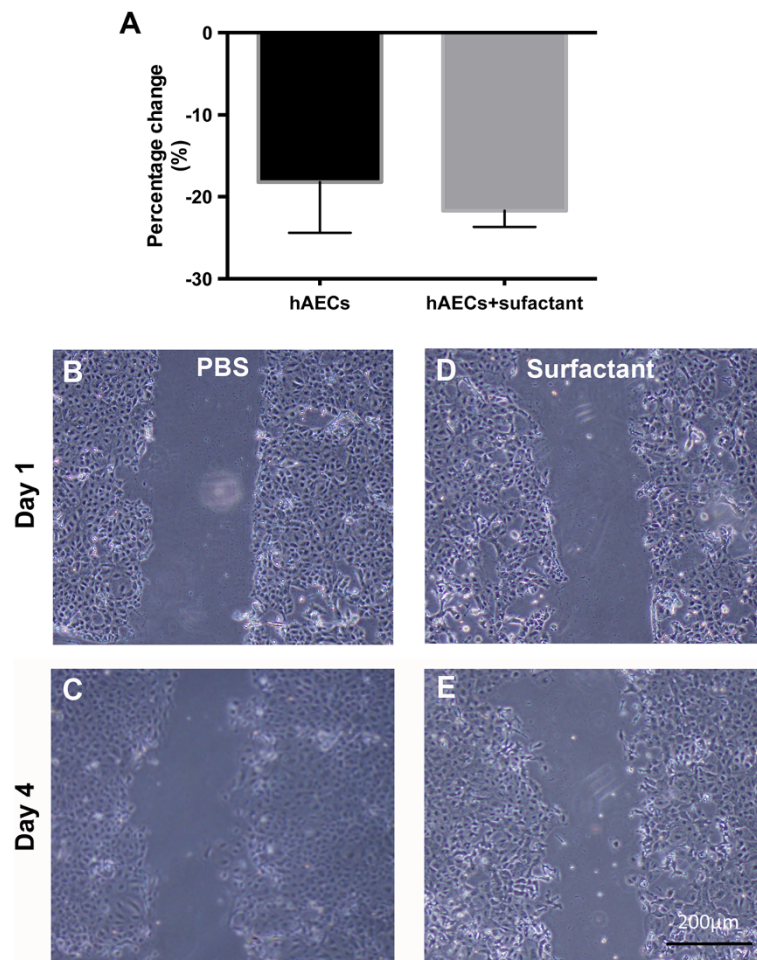 A
0
-10
-20
-30
Percentage change
(%)
hAECs
hAECs+sufactant
B
PBS
D
Surfactant
Day 1
C
E
Day 4
200µm